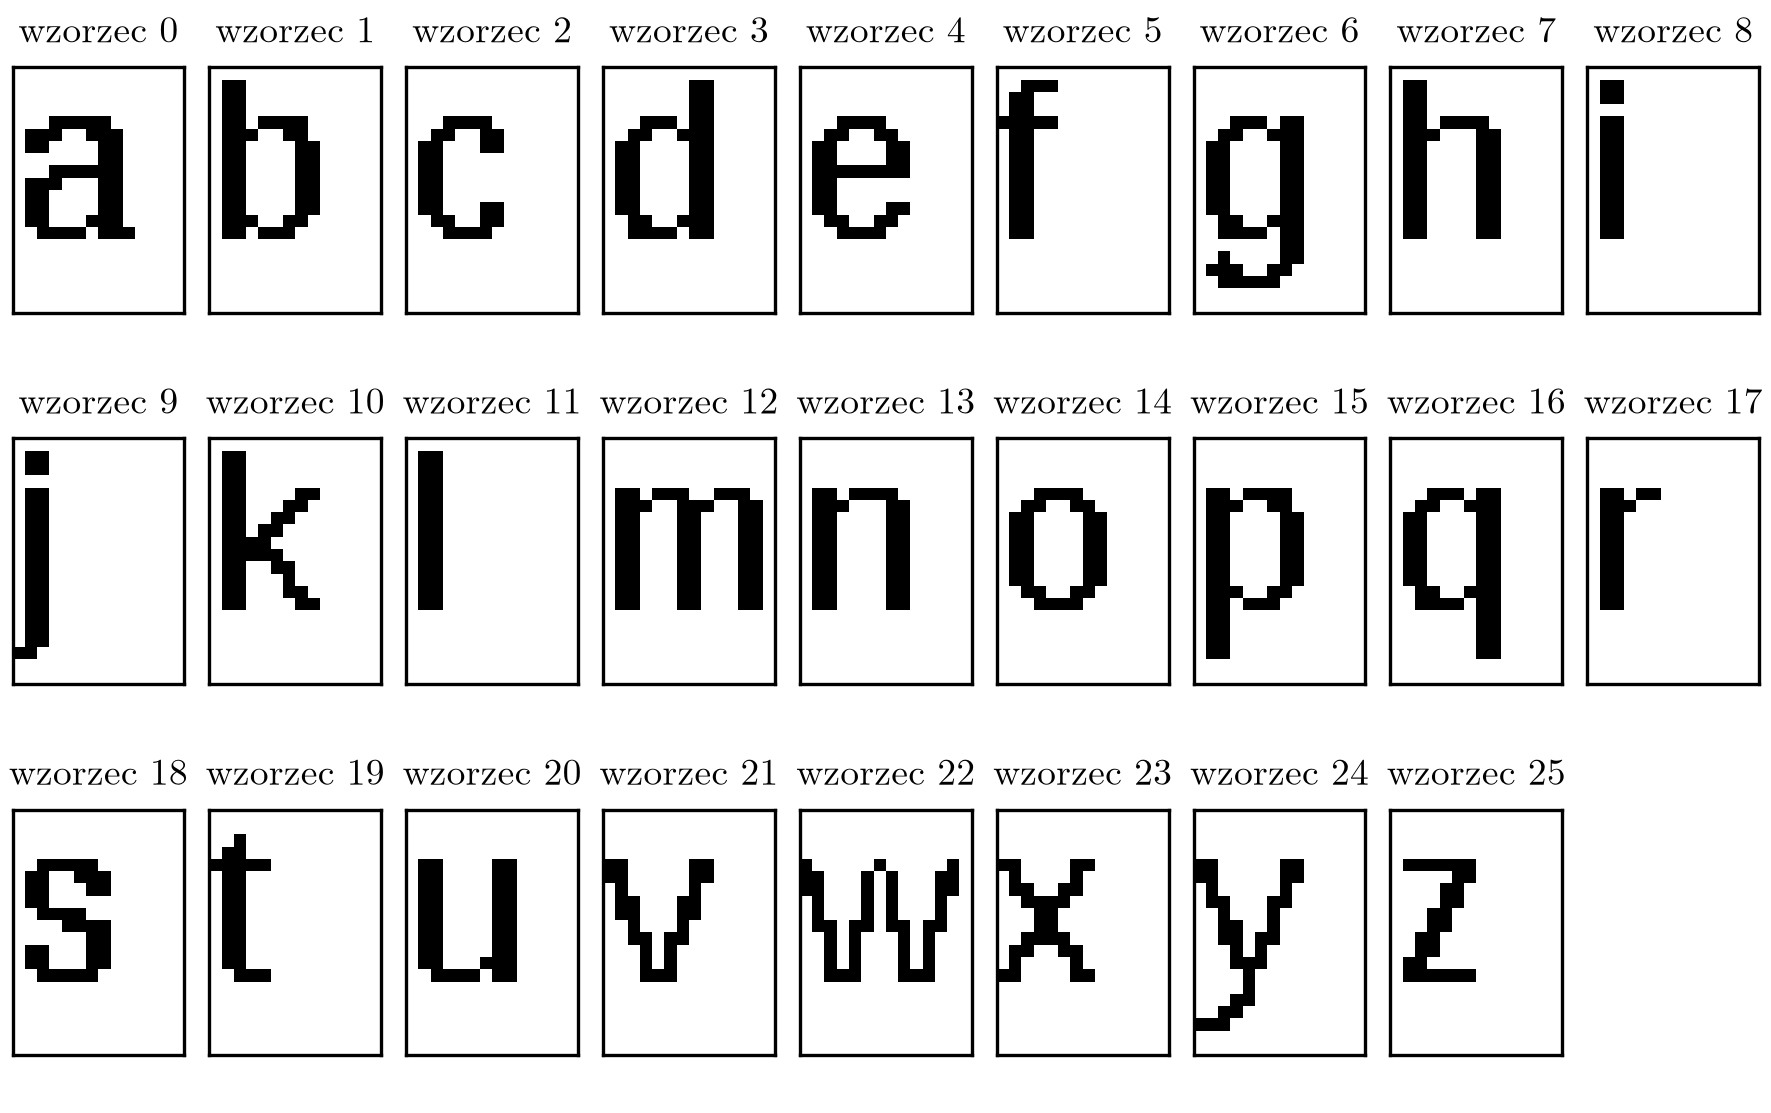 wzorzec 0 wzorzec 1 wzorzec 2 wzorzec 3 wzorzec 4 wzorzec 5 wzorzec 6 wzorzec 7 wzorzec 8
a b c d e f g h i
wzorzec 9 wzorzec 10 wzorzec 11 wzorzec 12 wzorzec 13 wzorzec 14 wzorzec 15 wzorzec 16 wzorzec 17
j k l m n o p q r
wzorzec 18 wzorzec 19 wzorzec 20 wzorzec 21 wzorzec 22 wzorzec 23 wzorzec 24 wzorzec 25
s t u v w x y z